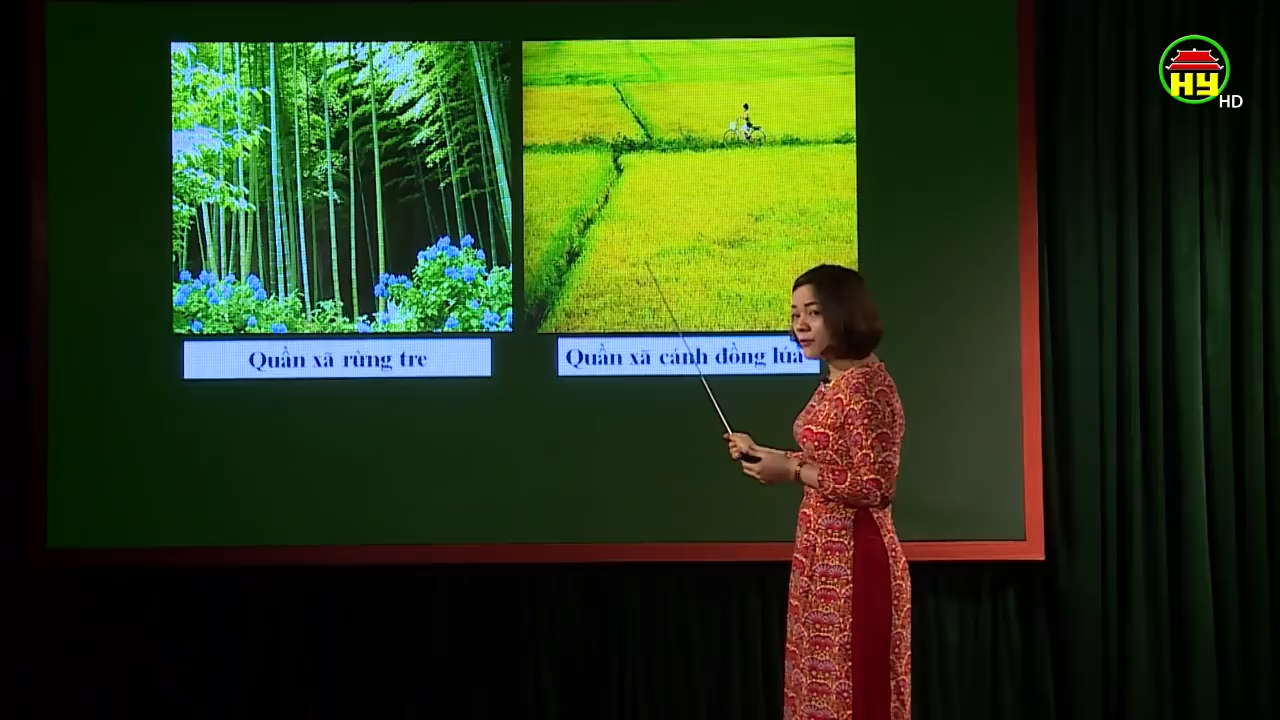 HY
HD
Quần xã rừng tre
Quần xã cánh đồng lúa